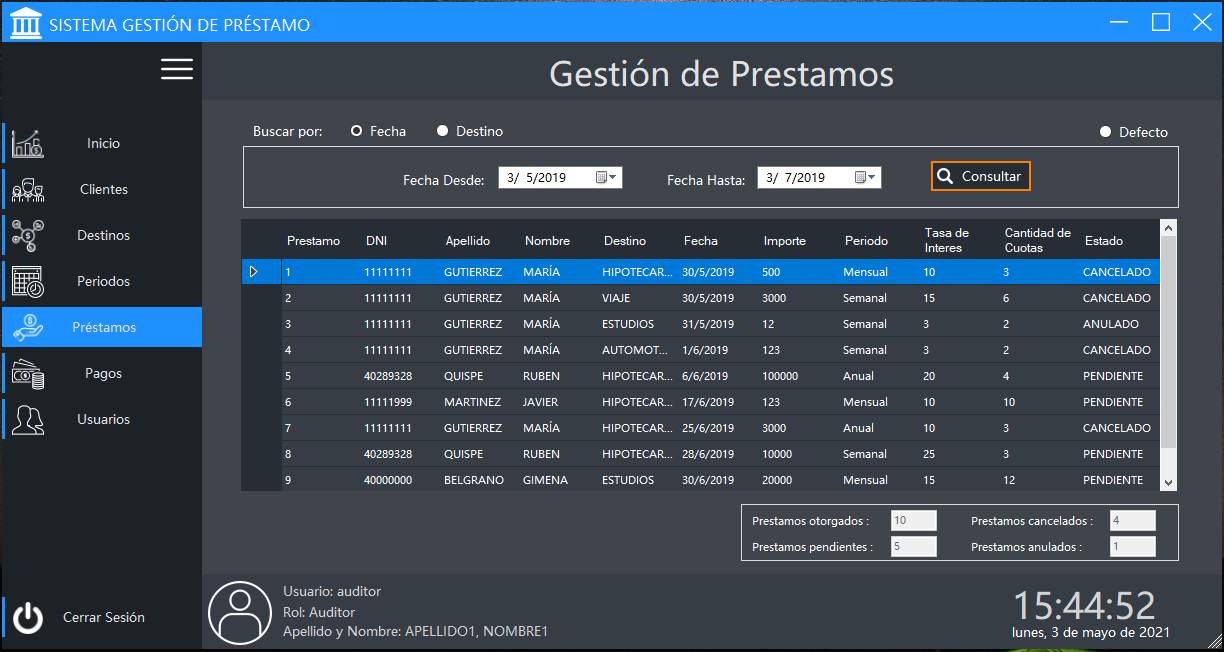 SISTEMA GESTIÓN DE PRÉSTAMO
Gestión de Prestamos
Inicio
Clientes
Destinos
Periodos
Préstamos
Pagos
Usuarios
Cerrar Sesión
Buscar por: Fecha Destino Defecto
Fecha Desde: 3/ 5/2019 Fecha Hasta: 3/ 7/2019 Consultar
Prestamo DNI Apellido Nombre Destino Fecha Importe Periodo Tasa de Interes Cantidad de Cuotas Estado
1 11111111 GUTIERREZ MARÍA HIPOTECAR... 30/5/2019 500 Mensual 10 3 CANCELADO
2 11111111 GUTIERREZ MARÍA VIAJE 30/5/2019 3000 Semanal 15 6 CANCELADO
3 11111111 GUTIERREZ MARÍA ESTUDIOS 31/5/2019 12 Semanal 3 2 ANULADO
4 11111111 GUTIERREZ MARÍA AUTOMOT... 1/6/2019 123 Semanal 3 2 CANCELADO
5 40289328 QUISPE RUBEN HIPOTECAR... 6/6/2019 100000 Anual 20 4 PENDIENTE
6 11111999 MARTINEZ JAVIER HIPOTECAR... 17/6/2019 123 Mensual 10 10 PENDIENTE
7 11111111 GUTIERREZ MARÍA HIPOTECAR... 25/6/2019 3000 Anual 10 3 CANCELADO
8 40289328 QUISPE RUBEN HIPOTECAR... 28/6/2019 10000 Semanal 25 3 PENDIENTE
9 40000000 BELGRANO GIMENA ESTUDIOS 30/6/2019 20000 Mensual 15 12 PENDIENTE
Prestamos otorgados : 10 Prestamos cancelados : 4
Prestamos pendientes : 5 Prestamos anulados : 1
Usuario: auditor
Rol: Auditor
Apellido y Nombre: APELLIDO1, NOMBRE1
15:44:52
lunes, 3 de mayo de 2021